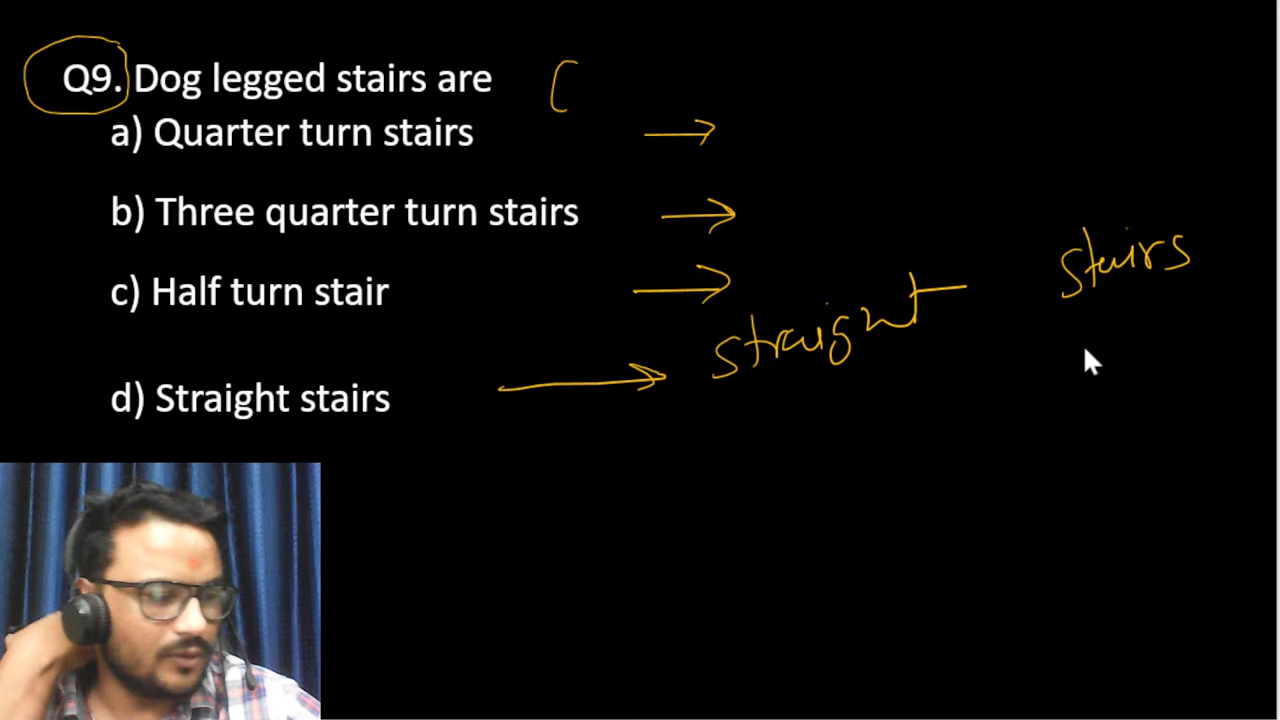 Q9. Dog legged stairs are C
a) Quarter turn stairs
b) Three quarter turn stairs
c) Half turn stair
d) Straight stairs
straight
stairs